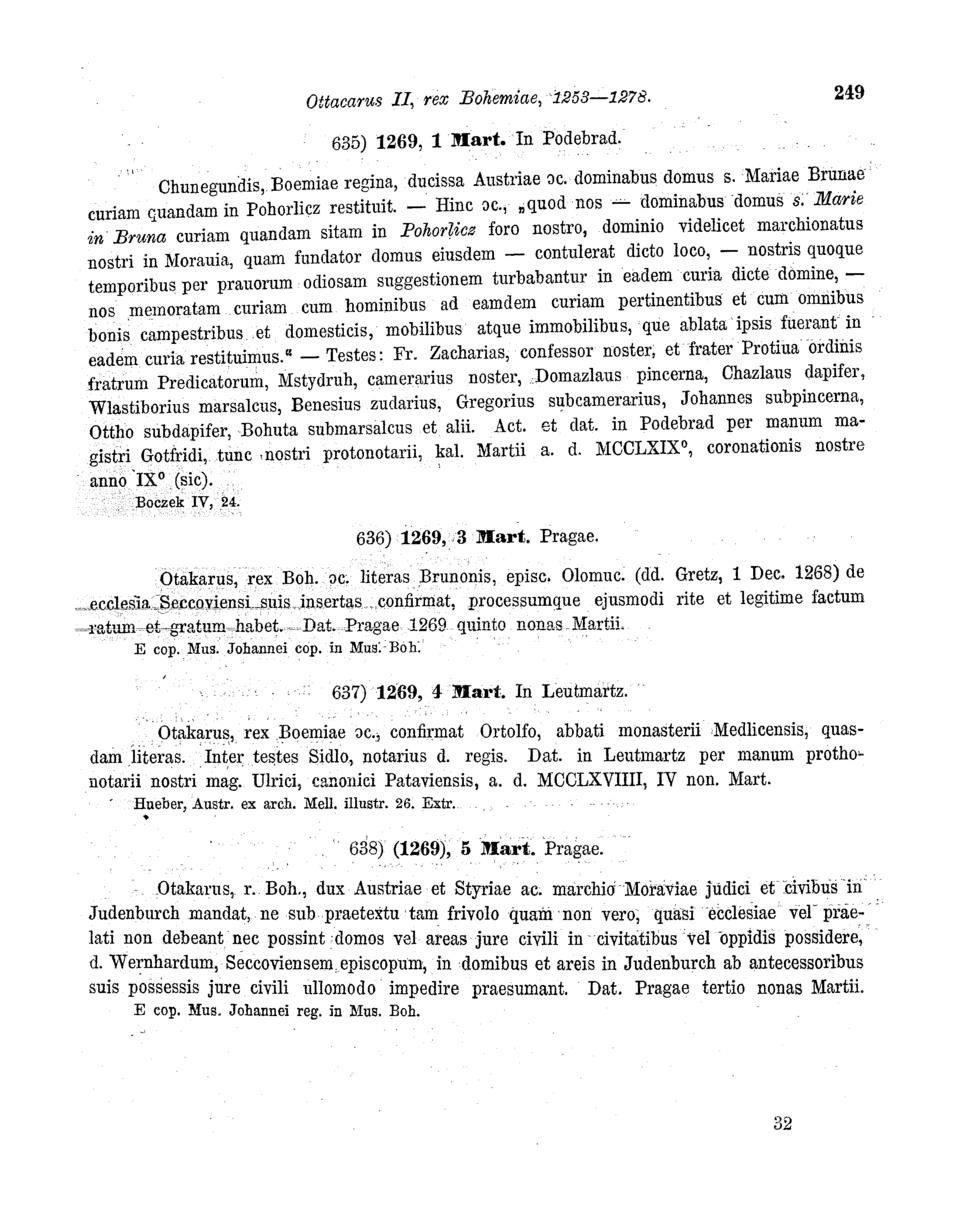 Ottacarus II, rex Bohemiae, 1253—1278.
249
635) 1269, 1 Mart. In Podebrad.
Chunegundis, Boemiae regina, ducissa Austriae ɔc. dominabus domus s. Mariae Brunae
curiam quandam in Pohorlicz restituit. — Hinc ɔc., „quod nos — dominabus domus s. Marie
in Bruna curiam quandam sitam in Pohorlicz foro nostro, dominio videlicet marchionatus
nostri in Morauia, quam fundator domus eiusdem — contulerat dicto loco, — nostris quoque
temporibus per prauorum odiosam suggestionem turbabantur in eadem curia dicte domine, —
nos memoratam curiam cum hominibus ad eamdem curiam pertinentibus et cum omnibus
bonis campestribus et domesticis, mobilibus atque immobilibus, que ablata ipsis fuerant in
eadem curia restituimus.“ — Testes: Fr. Zacharias, confessor noster, et frater Protiua ordinis
fratrum Predicatorum, Mstydruh, camerarius noster, Domazlaus pincerna, Chazlaus dapifer,
Wlastiborius marsalcus, Benesius zudarius, Gregorius subcamerarius, Johannes subpincerna,
Ottho subdapifer, Bohuta submarsalcus et alii. Act. et dat. in Podebrad per manum ma-
gistri Gotfridi, tunc nostri protonotarii, kal. Martii a. d. MCCLXIX⁰, coronationis nostre
anno IX⁰ (sic).
Boczek IV, 24.
636) 1269, 3 Mart. Pragae.
Otakarus, rex Boh. ɔc. literas Brunonis, episc. Olomuc. (dd. Gretz, 1 Dec. 1268) de
ecclesia Seccoviensi suis insertas confirmat, processumque ejusmodi rite et legitime factum
ratum et gratum habet. Dat. Pragae 1269 quinto nonas Martii.
E cop. Mus. Johannei cop. in Mus. Boh.
637) 1269, 4 Mart. In Leutmartz.
Otakarus, rex Boemiae ɔc., confirmat Ortolfo, abbati monasterii Medlicensis, quas-
dam literas. Inter testes Sidlo, notarius d. regis. Dat. in Leutmartz per manum protho-
notarii nostri mag. Ulrici, canonici Pataviensis, a. d. MCCLXVIIII, IV non. Mart.
Hueber, Austr. ex arch. Mell. illustr. 26. Extr.
638) (1269), 5 Mart. Pragae.
Otakarus, r. Boh., dux Austriae et Styriae ac. marchio Moraviae judici et civibus in
Judenburch mandat, ne sub praetextu tam frivolo quam non vero, quasi ecclesiae vel prae-
lati non debeant nec possint domos vel areas jure civili in civitatibus vel oppidis possidere,
d. Wernhardum, Seccoviensem episcopum, in domibus et areis in Judenburch ab antecessoribus
suis possessis jure civili ullomodo impedire praesumant. Dat. Pragae tertio nonas Martii.
E cop. Mus. Johannei reg. in Mus. Boh.
32